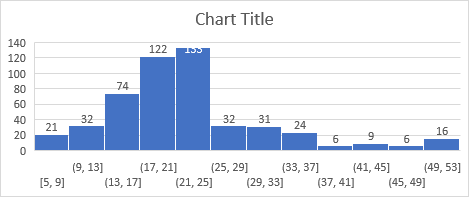 Chart Title
140
120
100
80
60
40
20
0
21 32 74 122 133 32 31 24 6 9 6 16
(9, 13] (17, 21] (25, 29] (33, 37] (41, 45] (49, 53]
[5, 9] (13, 17] (21, 25] (29, 33] (37, 41] (45, 49]